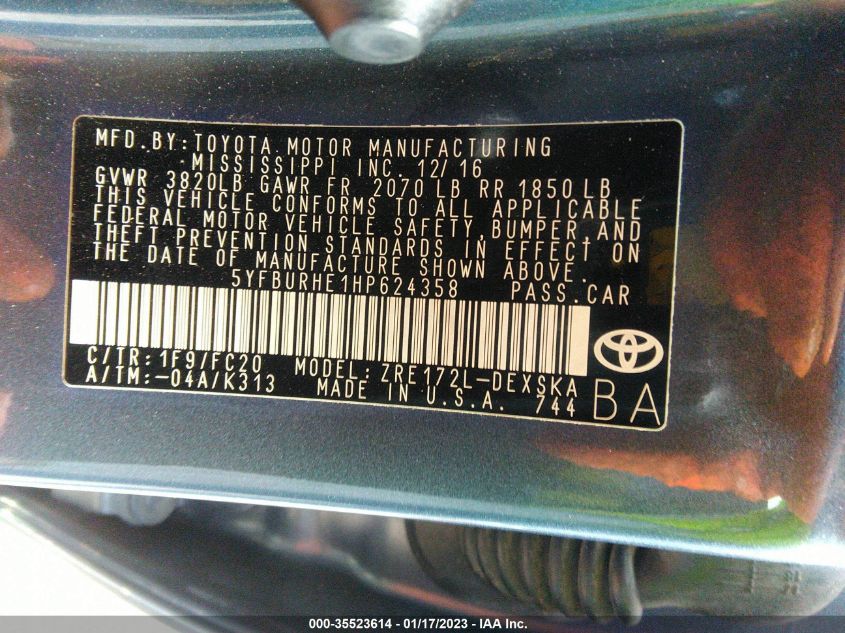 MFD.BY:TOYOTA MOTOR MANUFACTURING
MISSISSIPPI INC. 12/16
GVWR 3820LB GAWR FR 2070 LB RR 1850 LB
THIS VEHICLE CONFORMS TO ALL APPLICABLE
FEDERAL MOTOR VEHICLE SAFETY,BUMPER,AND
THEFT PREVENTION STANDARDS IN EFFECT ON
THE DATE OF MANUFACTURE SHOWN ABOVE.
5YFBURHE1HP624358 PASS.CAR
C/TR:1F9/FC20 MODEL:ZRE172L-DEXSKA
A/TM:-04A/K313 MADE IN U.S.A. 744 BA
000-35523614 - 01/17/2023 - IAA Inc.